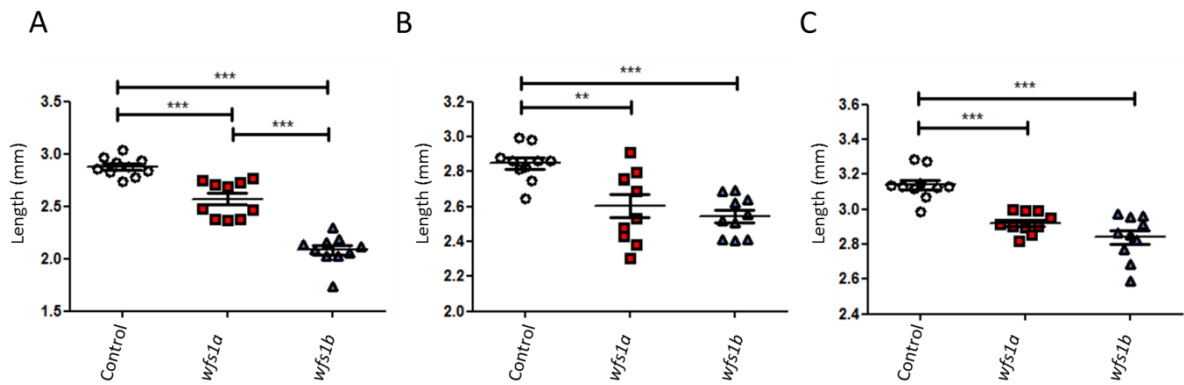 A
B
C
***
***
***
3.5
3.0
2.5
2.0
1.5
Length (mm)
Control
wfs1a
wfs1b
***
**
3.2
3.0
2.8
2.6
2.4
2.2
2.0
Length (mm)
Control
wfs1a
wfs1b
***
***
3.6
3.4
3.2
3.0
2.8
2.6
2.4
Length (mm)
Control
wfs1a
wfs1b